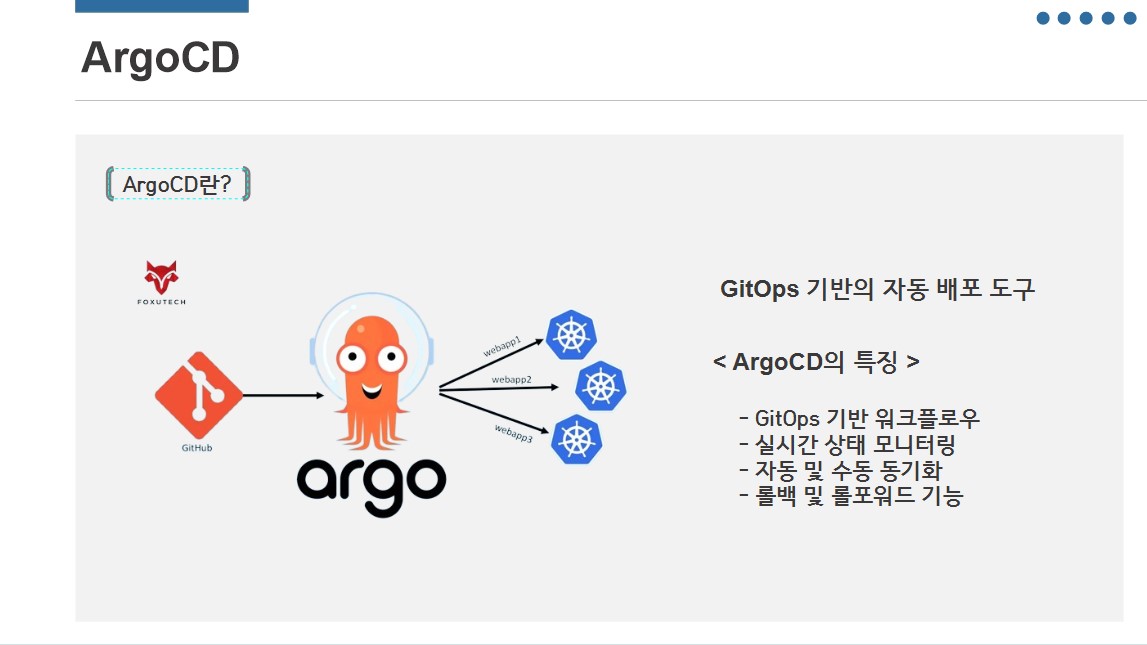 ArgoCD
ArgoCD란?
FOXUTECH
GitHub
argo
webapp1
webapp2
webapp3
GitOps 기반의 자동 배포 도구
< ArgoCD의 특징 >
- GitOps 기반 워크플로우
- 실시간 상태 모니터링
- 자동 및 수동 동기화
- 롤백 및 롤포워드 기능